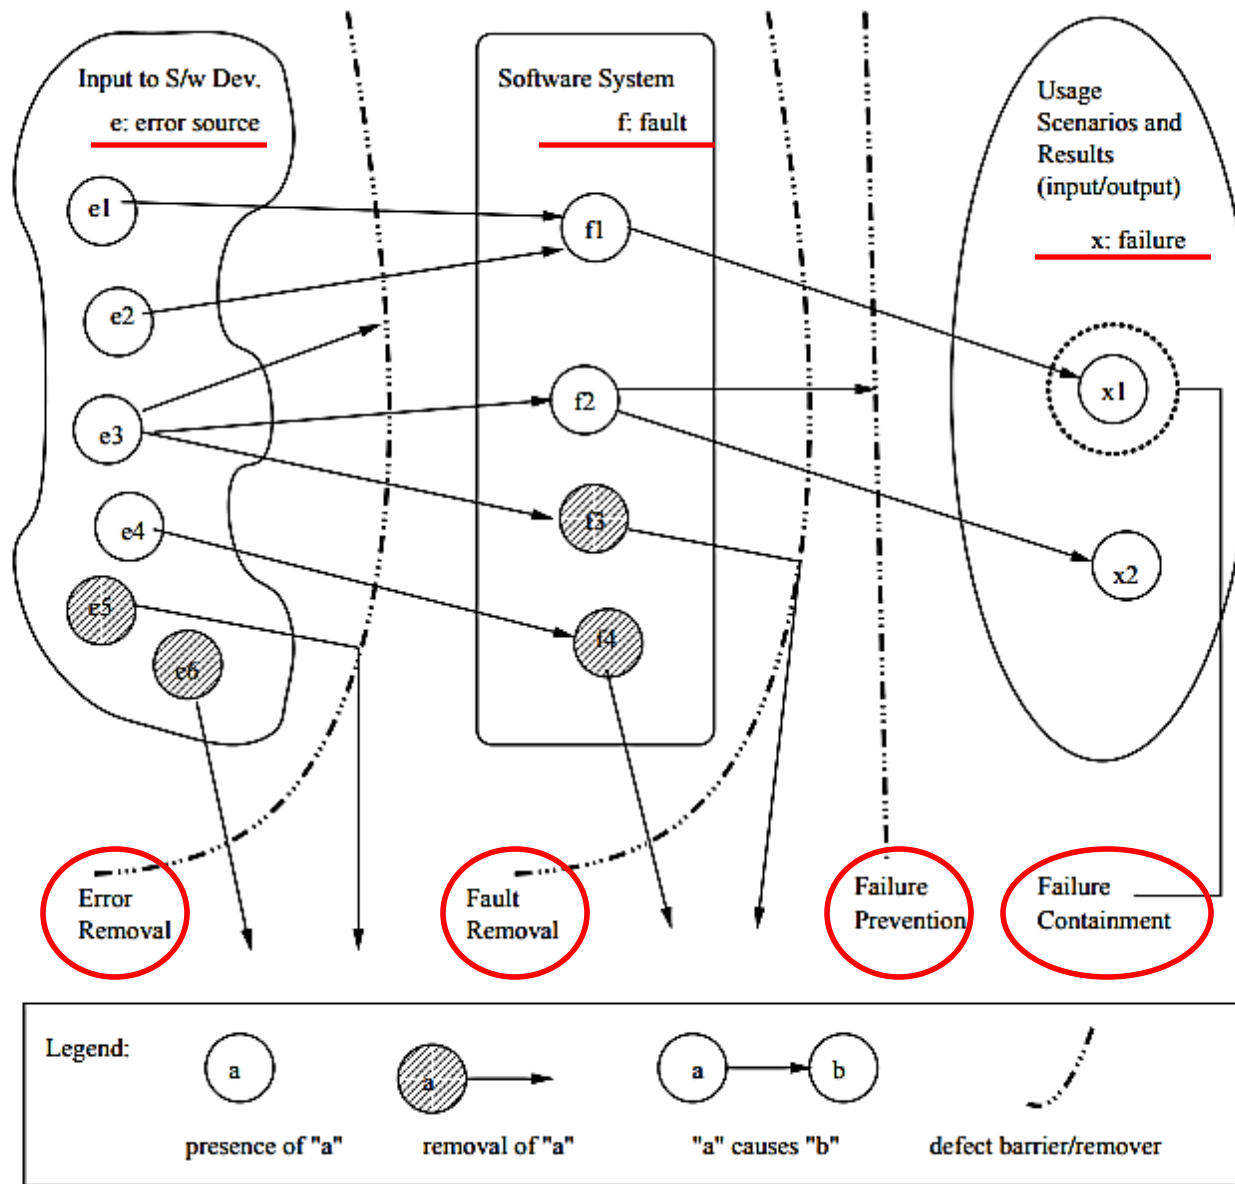 Input to S/w Dev.
e: error source
Software System
f: fault
Usage
Scenarios and
Results
(input/output)
x: failure
e1
e2
e3
e4
e5
e6
f1
f2
f3
f4
x1
x2
Error
Removal
Fault
Removal
Failure
Prevention
Failure
Containment
Legend:
a
a
a
b
presence of "a"
removal of "a"
"a" causes "b"
defect barrier/remover